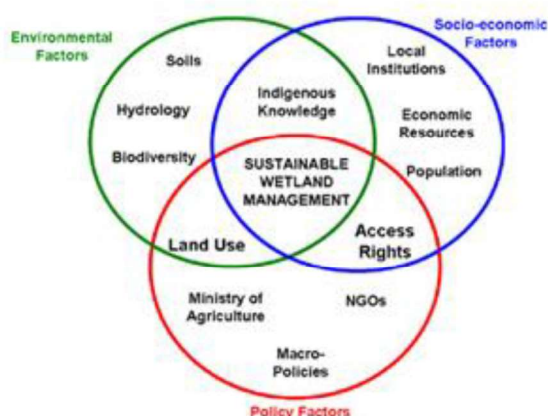 Environmental
Factors
Socio-economic
Factors
Soils
Local
Institutions
Indigenous
Knowledge
Hydrology
Economic
Resources
Biodiversity
Population
SUSTAINABLE
WETLAND
MANAGEMENT
Land Use
Access
Rights
Ministry of
Agriculture
NGOs
Macro-
Policies
Policy Factors